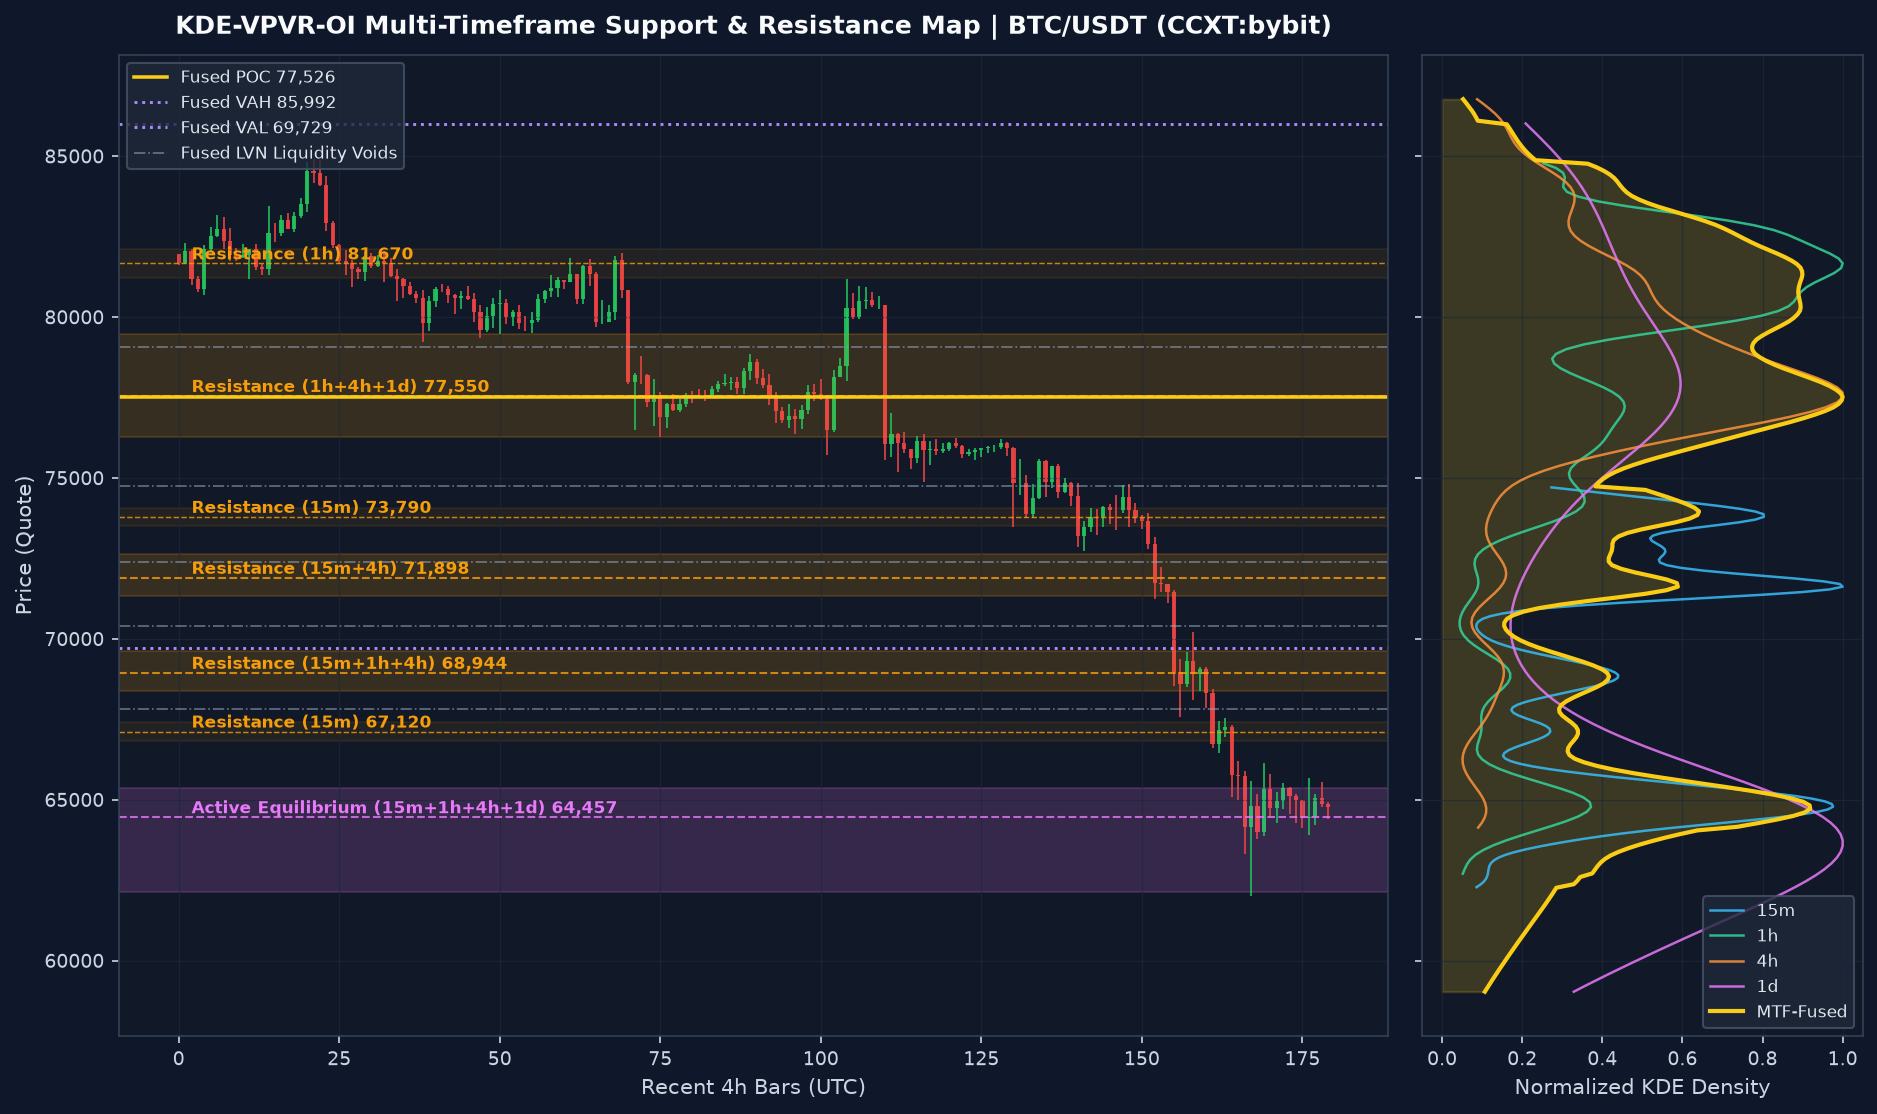 KDE-VPVR-OI Multi-Timeframe Support & Resistance Map | BTC/USDT (CCXT:bybit)
Fused POC 77,526
Fused VAH 85,992
Fused VAL 69,729
Fused LVN Liquidity Voids
85000
80000
75000
70000
65000
60000
Price (Quote)
Resistance (1h) 81,670
Resistance (1h+4h+1d) 77,550
Resistance (15m) 73,790
Resistance (15m+4h) 71,898
Resistance (15m+1h+4h) 68,944
Resistance (15m) 67,120
Active Equilibrium (15m+1h+4h+1d) 64,457
0 25 50 75 100 125 150 175
Recent 4h Bars (UTC)
15m
1h
4h
1d
MTF-Fused
0.0 0.2 0.4 0.6 0.8 1.0
Normalized KDE Density